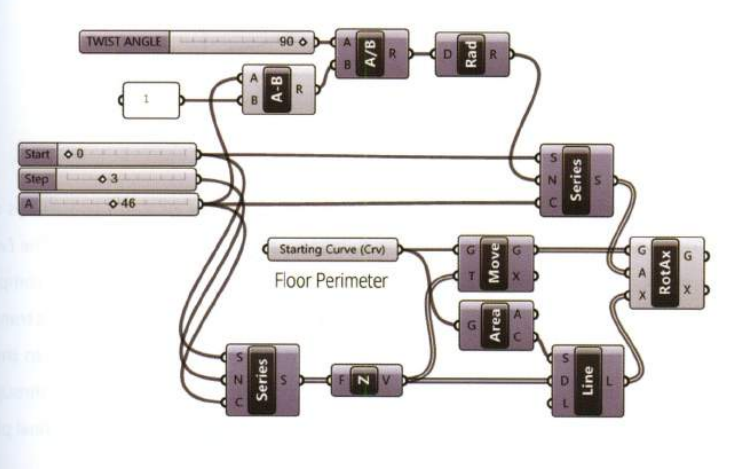 TWIST ANGLE 90
A B A/B R
D Rad R
1
A B A-B R
Start 0
Step 3
A 46
S N C Series S
Starting Curve (Crv)
Floor Perimeter
G T Move G X
G A X RotAx G X
G Area A C
S N C Series S
F Z V
S D L Line L